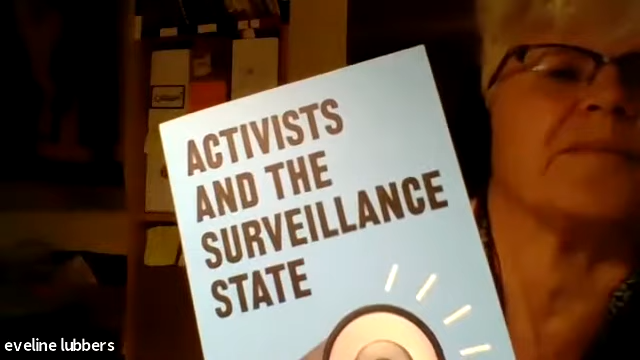 ACTIVISTS
AND THE
SURVEILLANCE
STATE
eveline lubbers